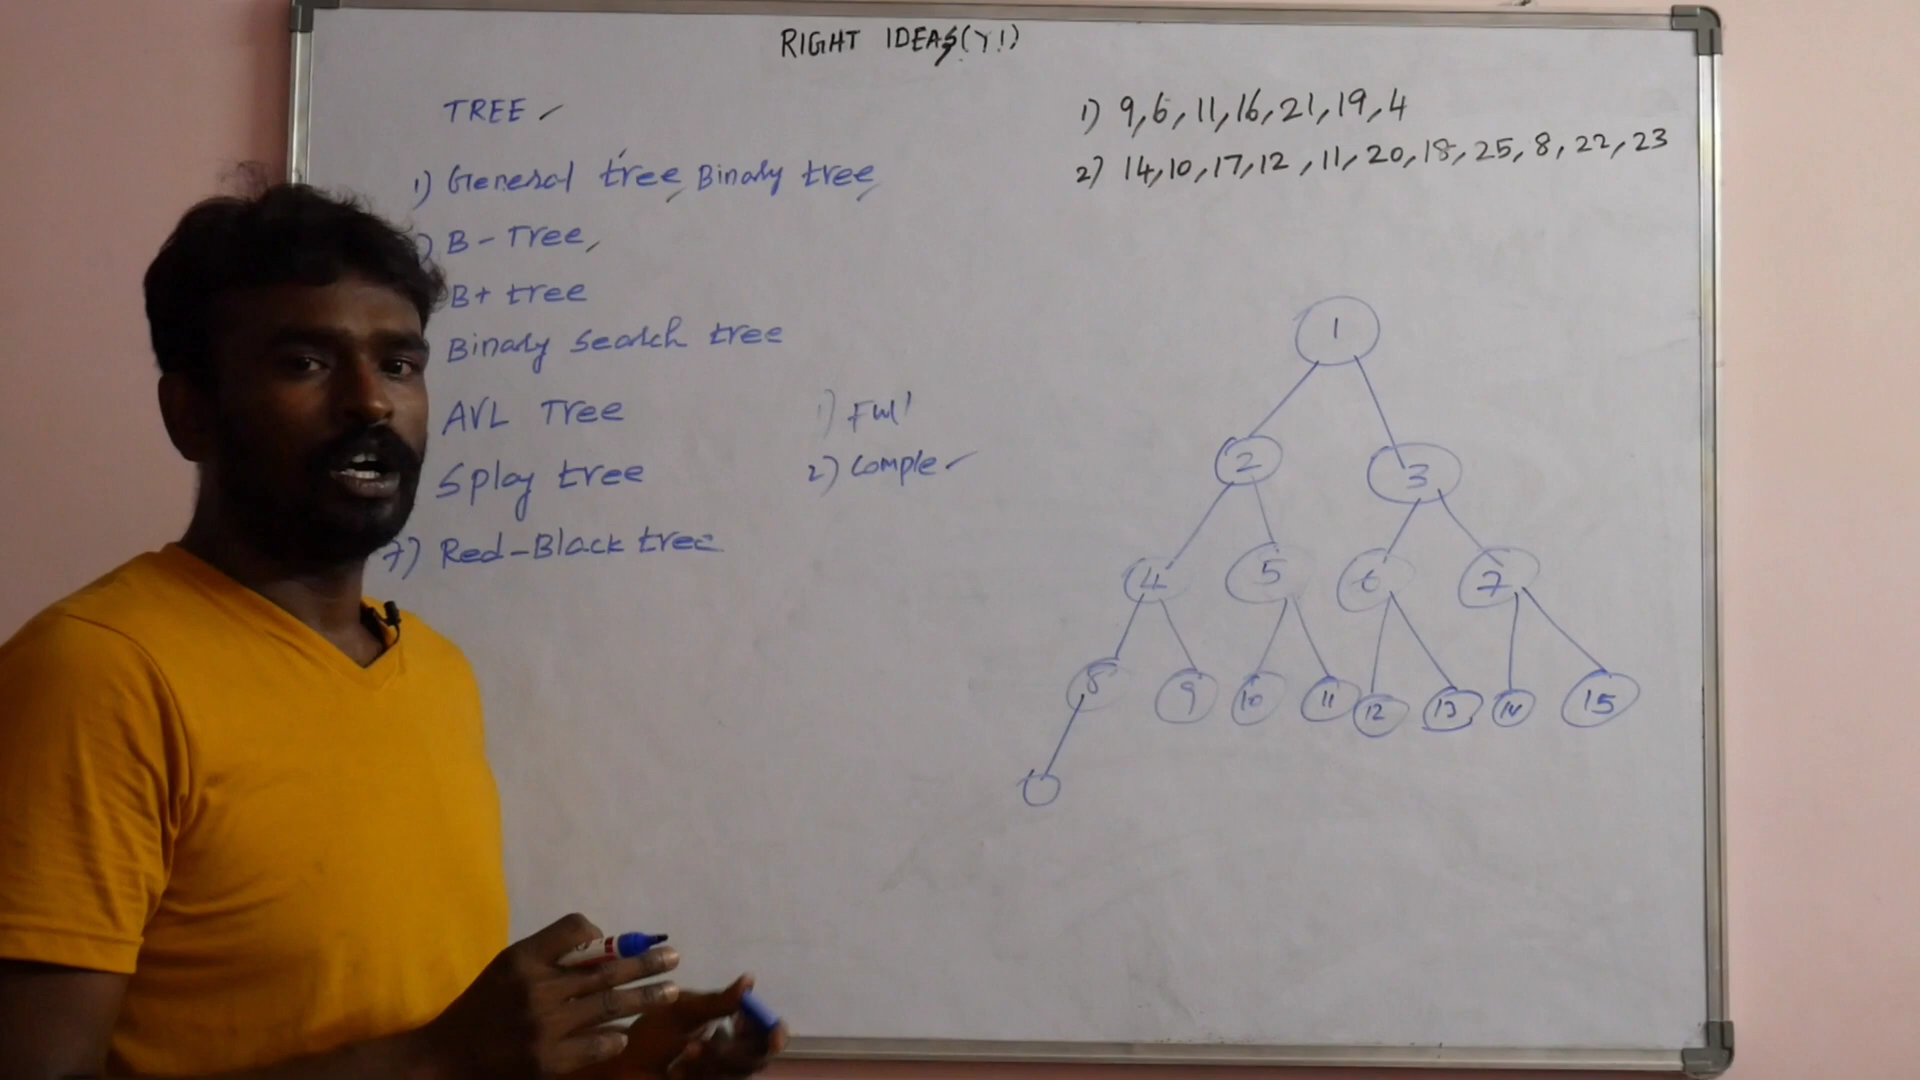 RIGHT IDEAS(Y!)
TREE
1) General tree, Binary tree,
) B-Tree,
B+ tree
Binary Search tree
AVL Tree
Splay tree
7) Red-Black tree
1) Full
2) Comple
1) 9,6,11,16,21,19,4
2) 14,10,17,12,11,20,18,25,8,22,23
1
2 3
4 5 6 7
8 9 10 11 12 13 14 15